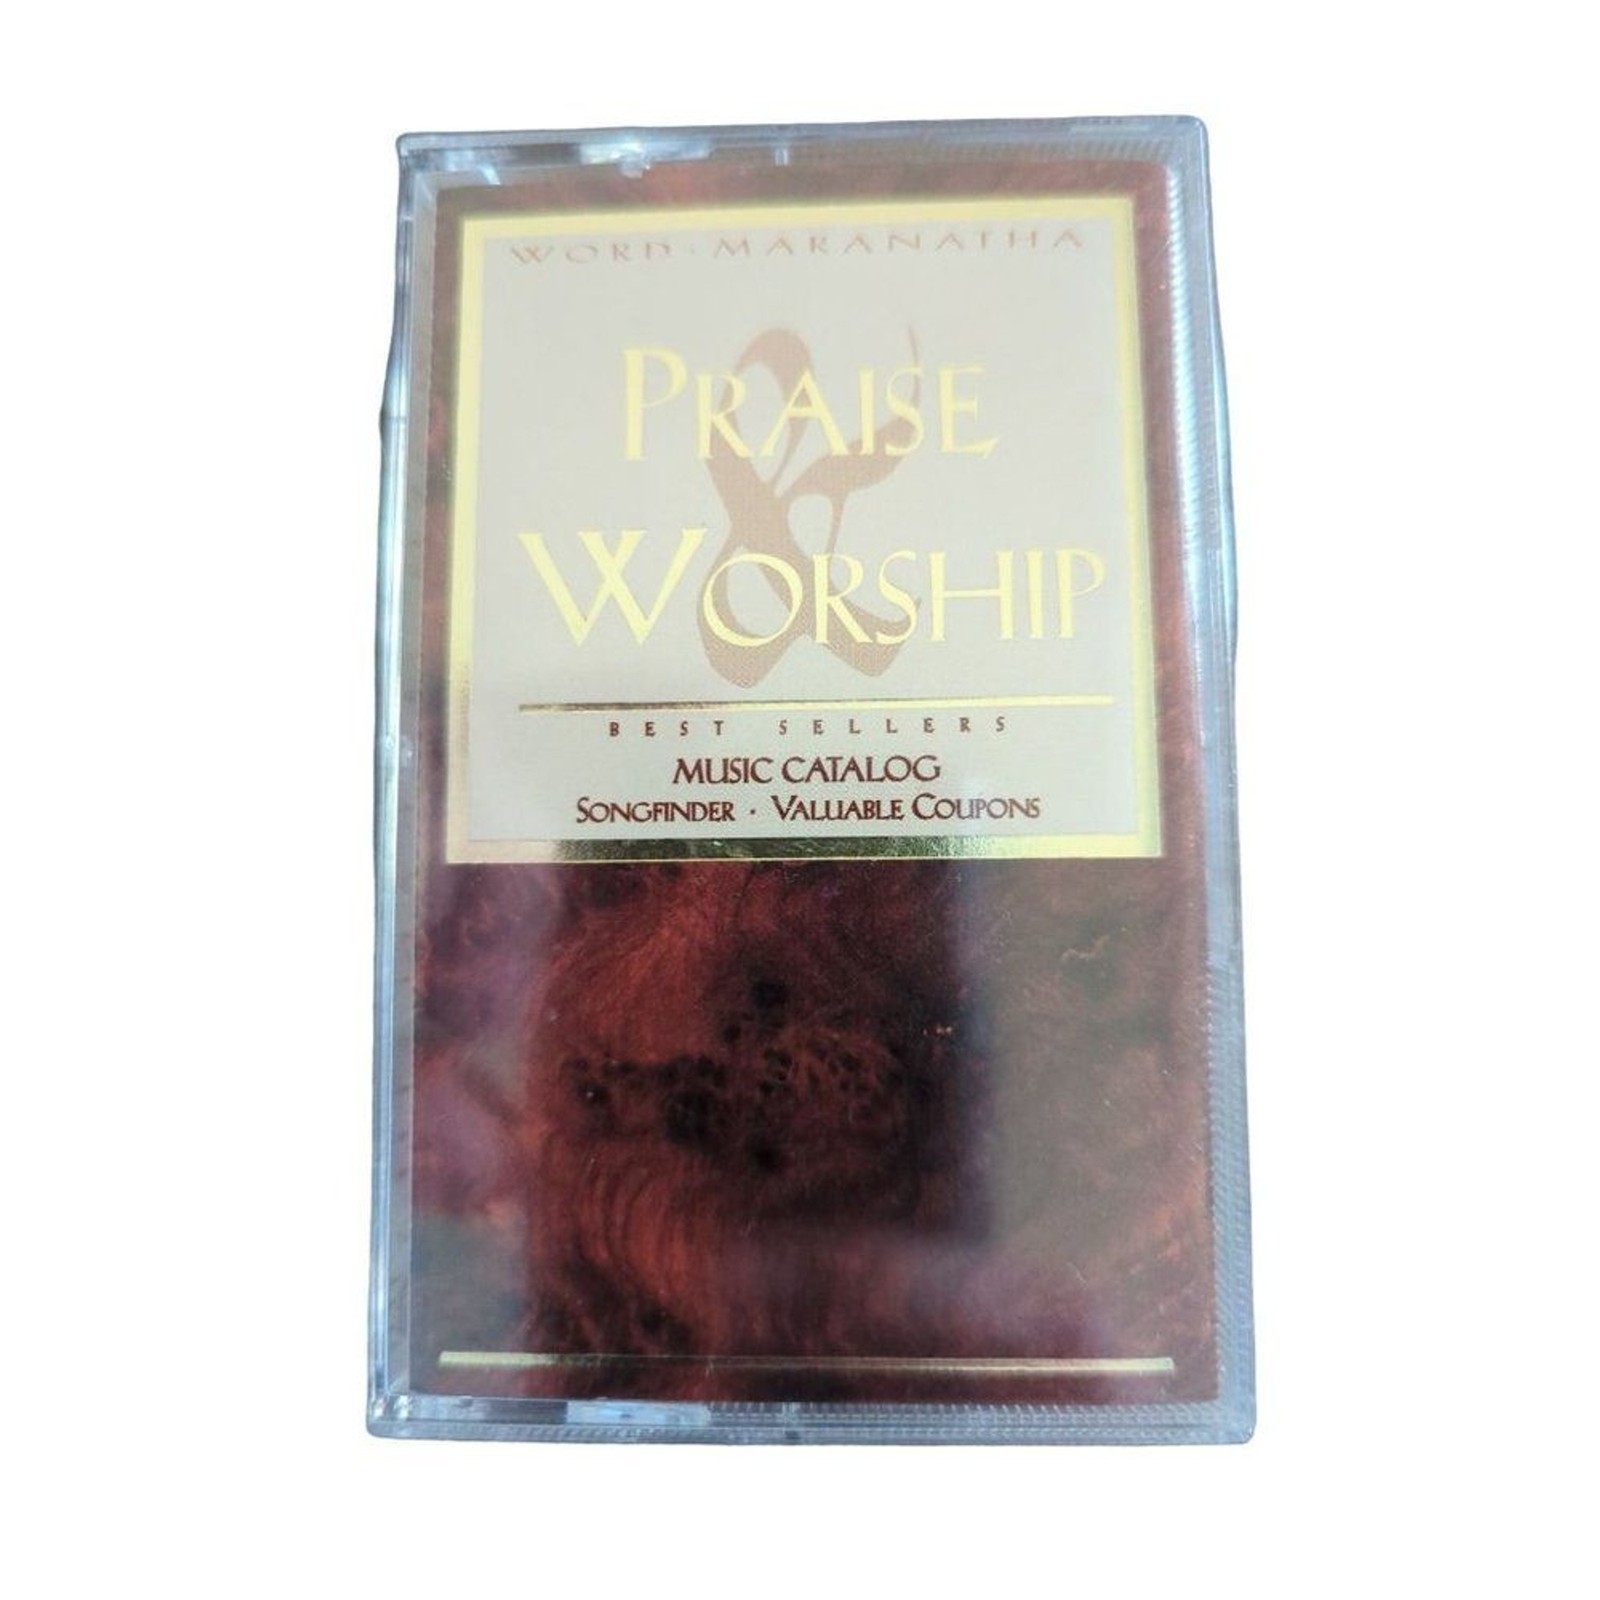 WORD · MARANATHA
PRAISE
&
WORSHIP
BEST SELLERS
MUSIC CATALOG
SONGFINDER · VALUABLE COUPONS